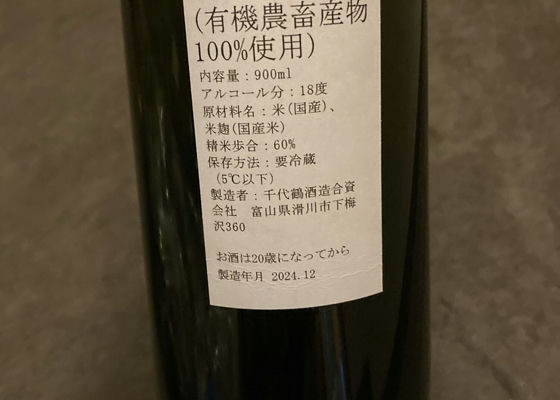 (有機農畜産物
100%使用)
内容量：900ml
アルコール分：18度
原材料名：米(国産)、
米麹(国産米)
精米歩合：60%
保存方法：要冷蔵
(5℃以下)
製造者：千代鶴酒造合資
会社　富山県滑川市下梅
沢360
お酒は20歳になってから
製造年月 2024.12